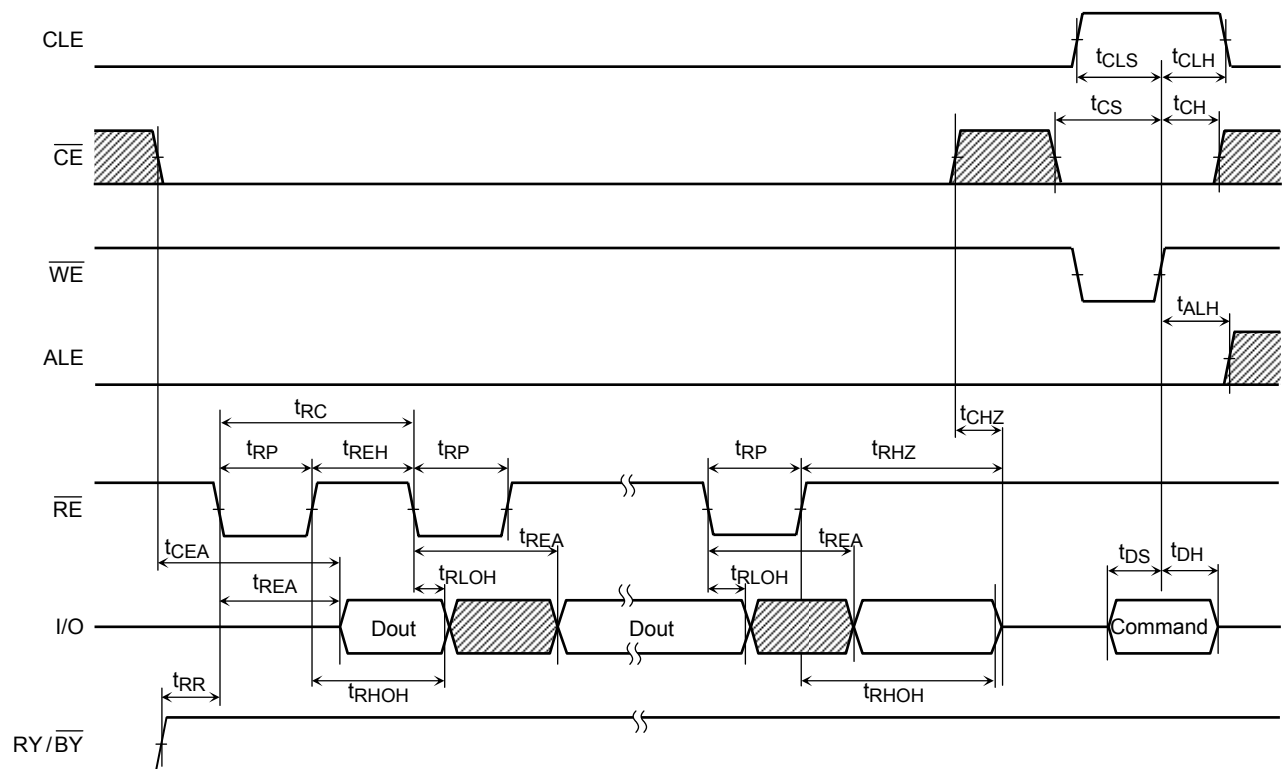 CLE
tCLS tCLH
tCS tCH
CE
WE
tALH
ALE
tRC
tCHZ
tRP tREH tRP tRP tRHZ
RE
tCEA tREA tREA
tREA tRLOH tRLOH tDS tDH
I/O Dout Dout Command
tRR tRHOH tRHOH
RY/BY